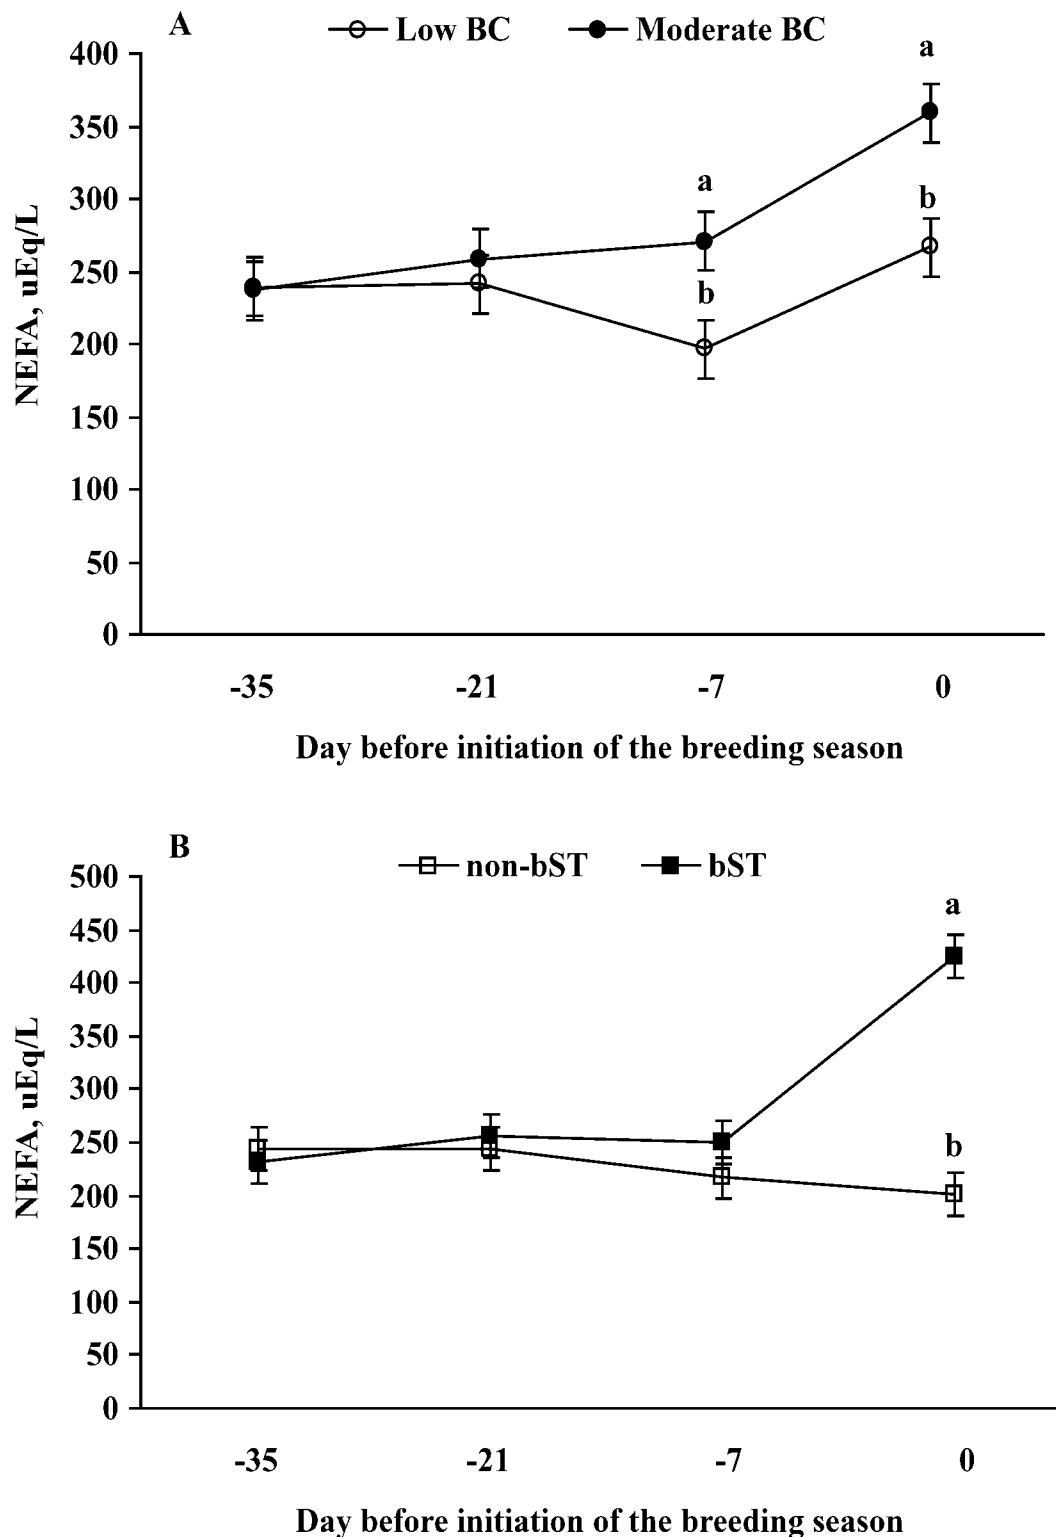 A
Low BC Moderate BC
400
350
300
250
200
150
100
50
0
NEFA, uEq/L
a
a
b
b
-35 -21 -7 0
Day before initiation of the breeding season
B
non-bST bST
500
450
400
350
300
250
200
150
100
50
0
NEFA, uEq/L
a
b
-35 -21 -7 0
Day before initiation of the breeding season